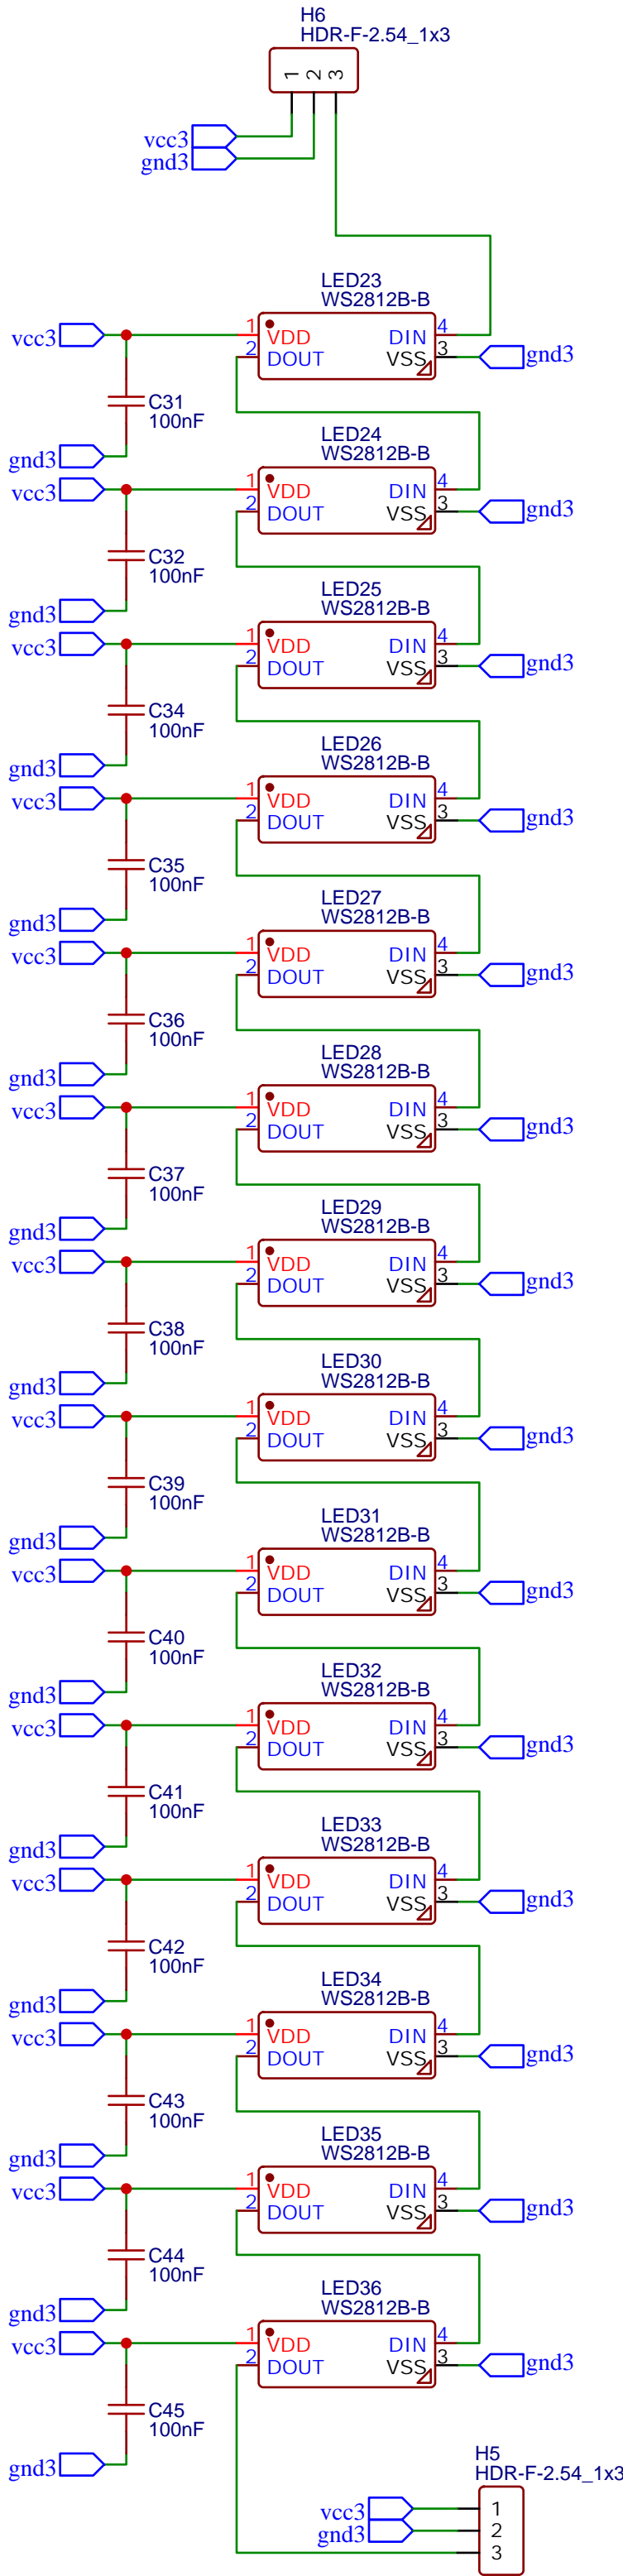 H6
HDR-F-2.54_1x3
1 2 3
vcc3
gnd3
LED23
WS2812B-B
vcc3 1 VDD DIN 4
2 DOUT VSS 3 gnd3
C31
100nF
gnd3
LED24
WS2812B-B
vcc3 1 VDD DIN 4
2 DOUT VSS 3 gnd3
C32
100nF
gnd3
LED25
WS2812B-B
vcc3 1 VDD DIN 4
2 DOUT VSS 3 gnd3
C34
100nF
gnd3
LED26
WS2812B-B
vcc3 1 VDD DIN 4
2 DOUT VSS 3 gnd3
C35
100nF
gnd3
LED27
WS2812B-B
vcc3 1 VDD DIN 4
2 DOUT VSS 3 gnd3
C36
100nF
gnd3
LED28
WS2812B-B
vcc3 1 VDD DIN 4
2 DOUT VSS 3 gnd3
C37
100nF
gnd3
LED29
WS2812B-B
vcc3 1 VDD DIN 4
2 DOUT VSS 3 gnd3
C38
100nF
gnd3
LED30
WS2812B-B
vcc3 1 VDD DIN 4
2 DOUT VSS 3 gnd3
C39
100nF
gnd3
LED31
WS2812B-B
vcc3 1 VDD DIN 4
2 DOUT VSS 3 gnd3
C40
100nF
gnd3
LED32
WS2812B-B
vcc3 1 VDD DIN 4
2 DOUT VSS 3 gnd3
C41
100nF
gnd3
LED33
WS2812B-B
vcc3 1 VDD DIN 4
2 DOUT VSS 3 gnd3
C42
100nF
gnd3
LED34
WS2812B-B
vcc3 1 VDD DIN 4
2 DOUT VSS 3 gnd3
C43
100nF
gnd3
LED35
WS2812B-B
vcc3 1 VDD DIN 4
2 DOUT VSS 3 gnd3
C44
100nF
gnd3
LED36
WS2812B-B
vcc3 1 VDD DIN 4
2 DOUT VSS 3 gnd3
C45
100nF
gnd3
H5
HDR-F-2.54_1x3
vcc3 1
gnd3 2
3